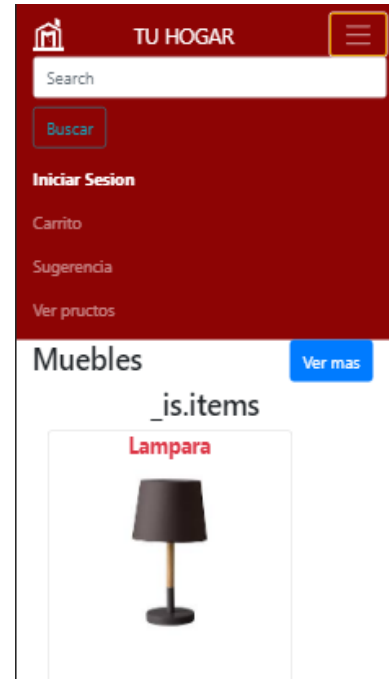 TU HOGAR
Search
Buscar
Iniciar Sesion
Carrito
Sugerencia
Ver pructos
Muebles
Ver mas
_is.items
Lampara